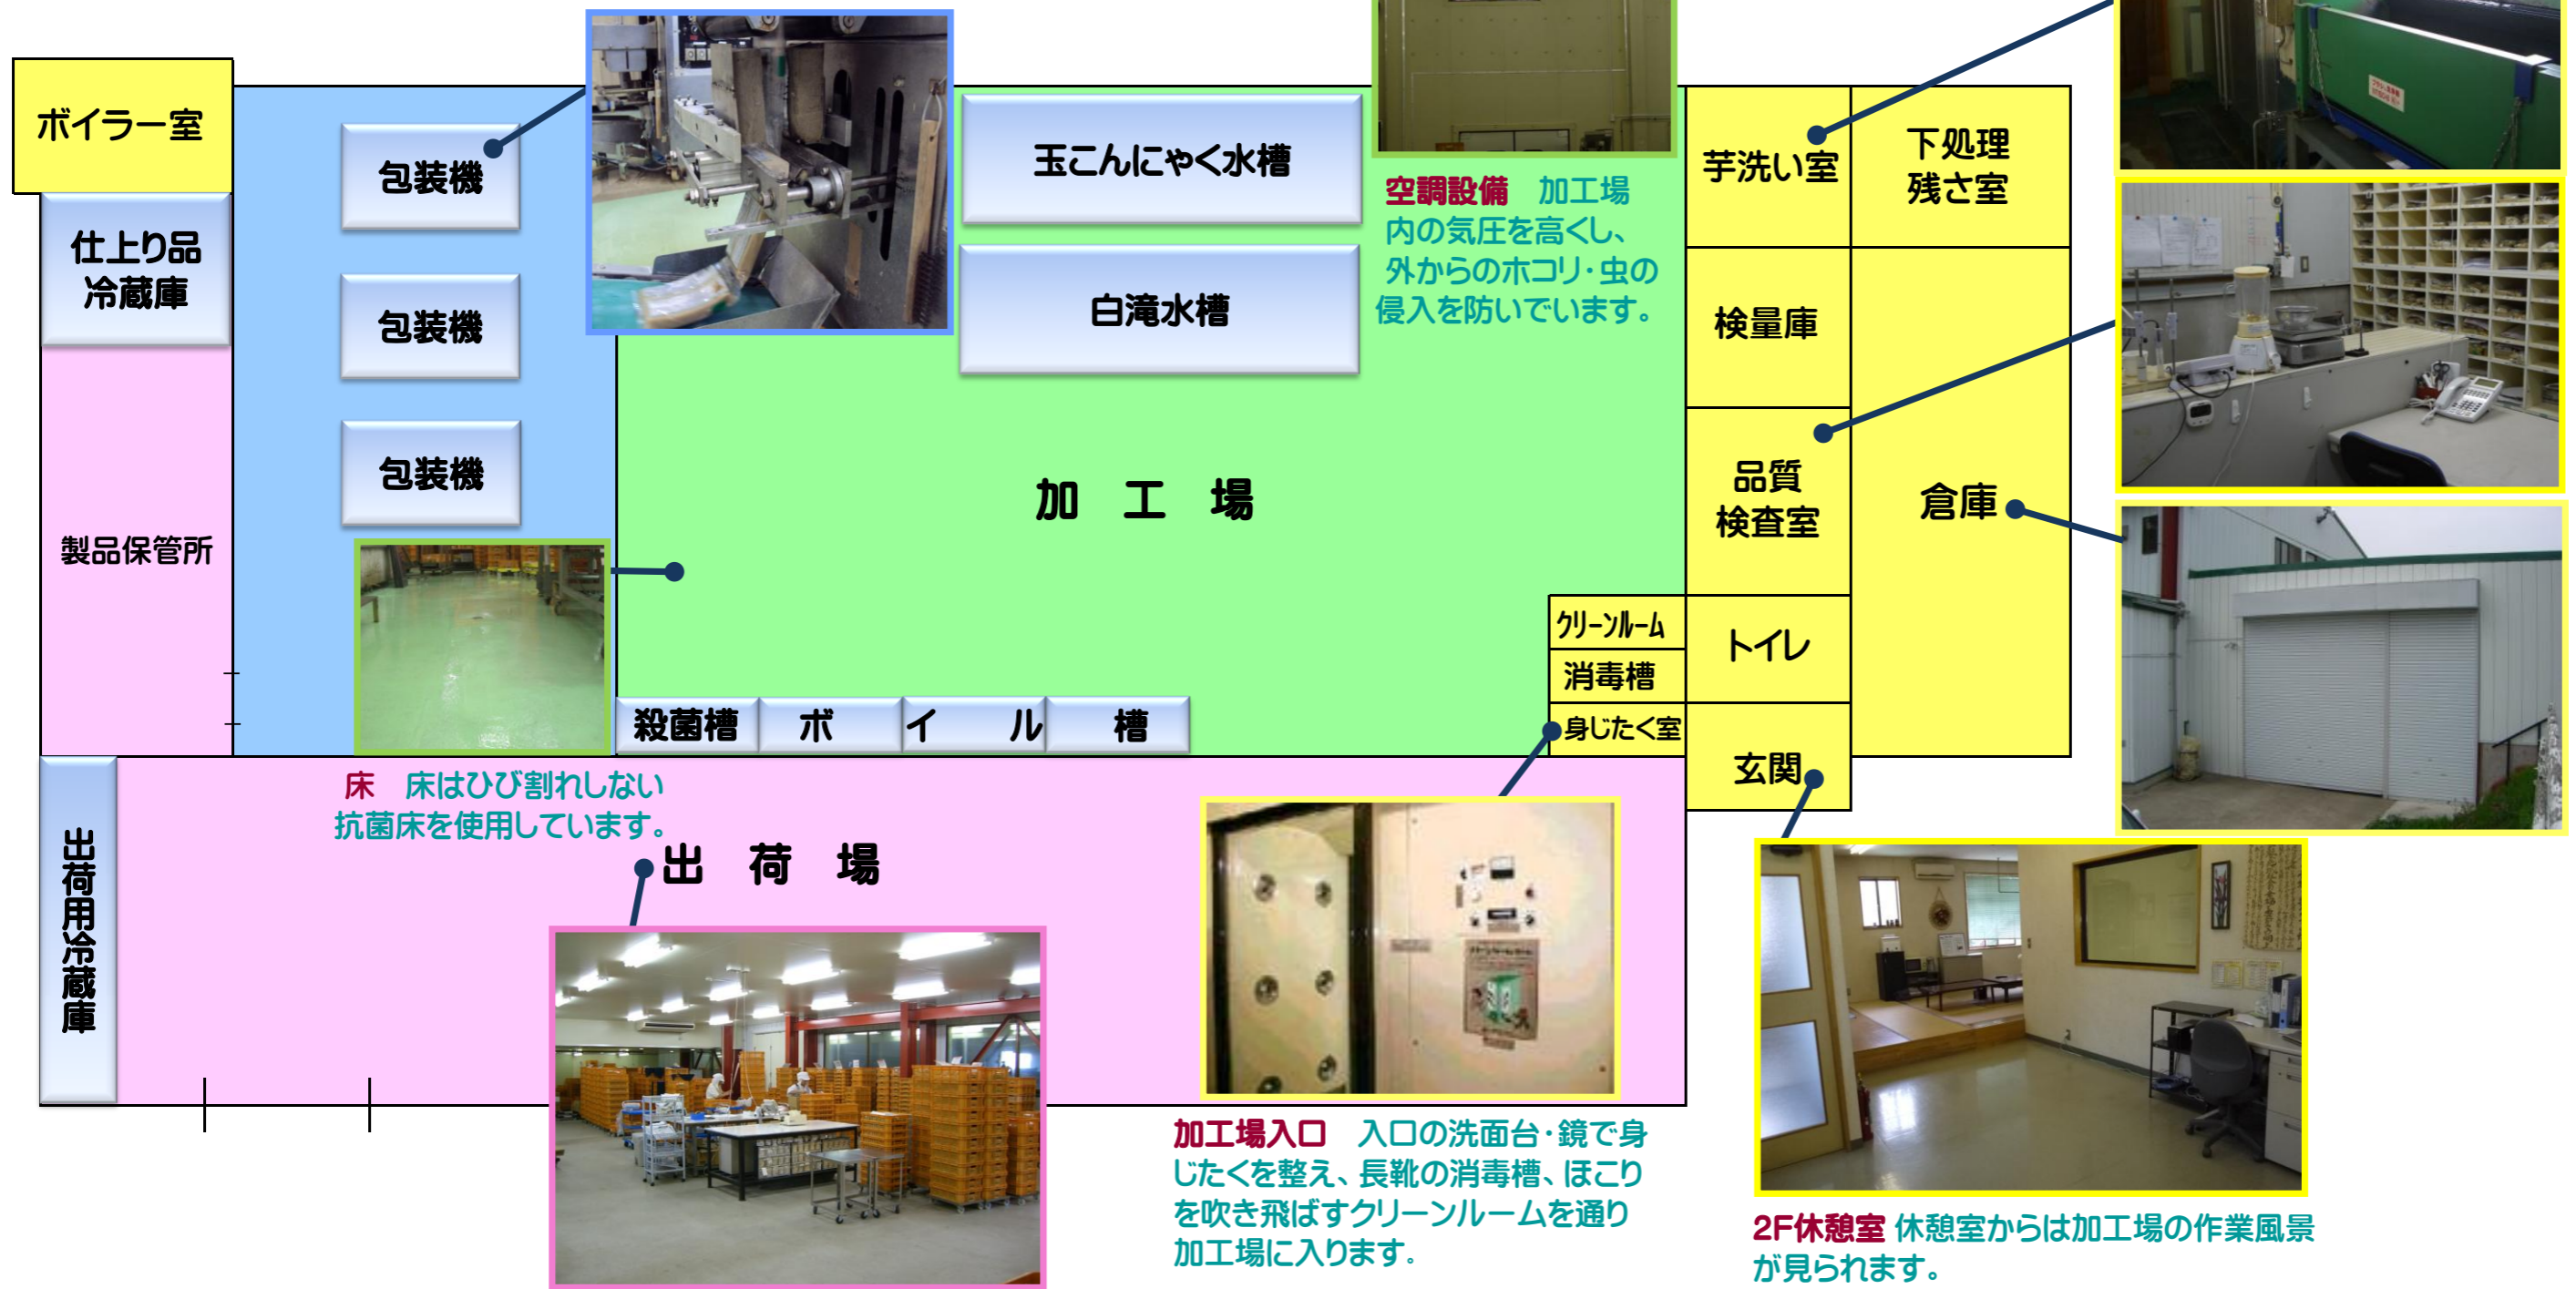 ボイラー室
仕上り品
冷蔵庫
製品保管所
包装機
包装機
包装機
玉こんにゃく水槽
白滝水槽
空調設備　加工場
内の気圧を高くし、
外からのホコリ・虫の
侵入を防いでいます。
加　工　場
芋洗い室
下処理
残さ室
検量庫
品質
検査室
倉庫
クリーンルーム
消毒槽
身じたく室
トイレ
玄関
殺菌槽
ボ　イ　ル　槽
床　床はひび割れしない
抗菌床を使用しています。
出　荷　場
出荷用冷蔵庫
加工場入口　入口の洗面台・鏡で身
じたくを整え、長靴の消毒槽、ほこり
を吹き飛ばすクリーンルームを通り
加工場に入ります。
2F休憩室 休憩室からは加工場の作業風景
が見られます。